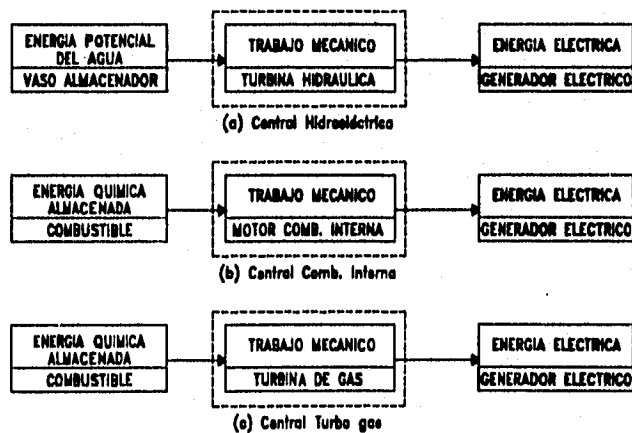 ENERGIA POTENCIAL
DEL AGUA
VASO ALMACENADOR
TRABAJO MECANICO
TURBINA HIDRAULICA
ENERGIA ELECTRICA
GENERADOR ELECTRICO
(a) Central Hidroeléctrica
ENERGIA QUIMICA
ALMACENADA
COMBUSTIBLE
TRABAJO MECANICO
MOTOR COMB. INTERNA
ENERGIA ELECTRICA
GENERADOR ELECTRICO
(b) Central Comb. Interna
ENERGIA QUIMICA
ALMACENADA
COMBUSTIBLE
TRABAJO MECANICO
TURBINA DE GAS
ENERGIA ELECTRICA
GENERADOR ELECTRICO
(c) Central Turbo gas